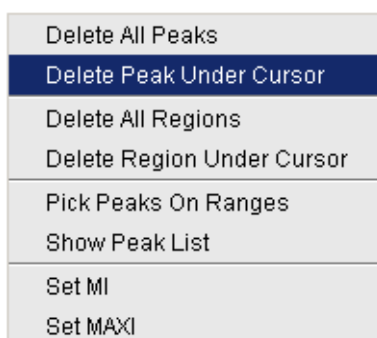 Delete All Peaks
Delete Peak Under Cursor
Delete All Regions
Delete Region Under Cursor
Pick Peaks On Ranges
Show Peak List
Set MI
Set MAXI